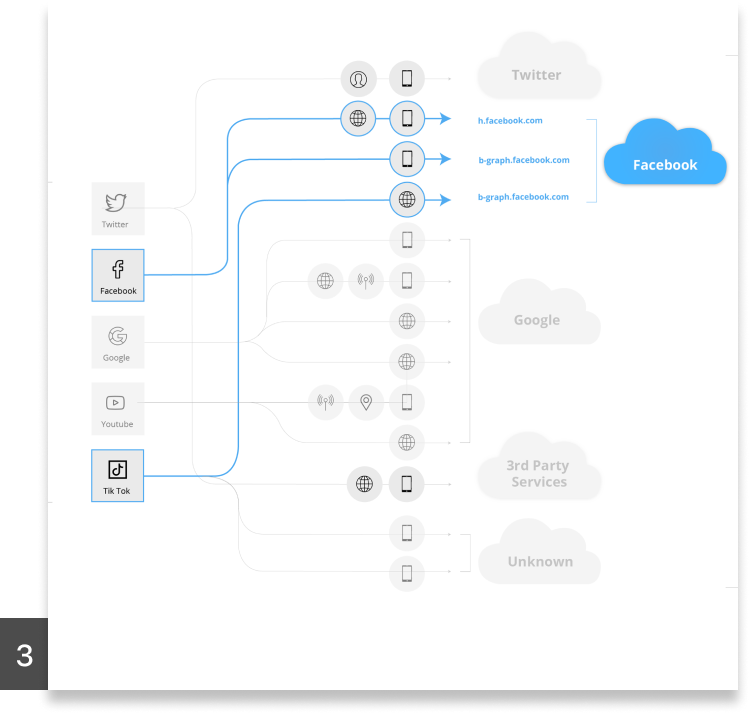 Twitter
h.facebook.com
b-graph.facebook.com
Facebook
b-graph.facebook.com
Twitter
Facebook
Google
Google
Youtube
3rd Party
Services
Tik Tok
Unknown
3